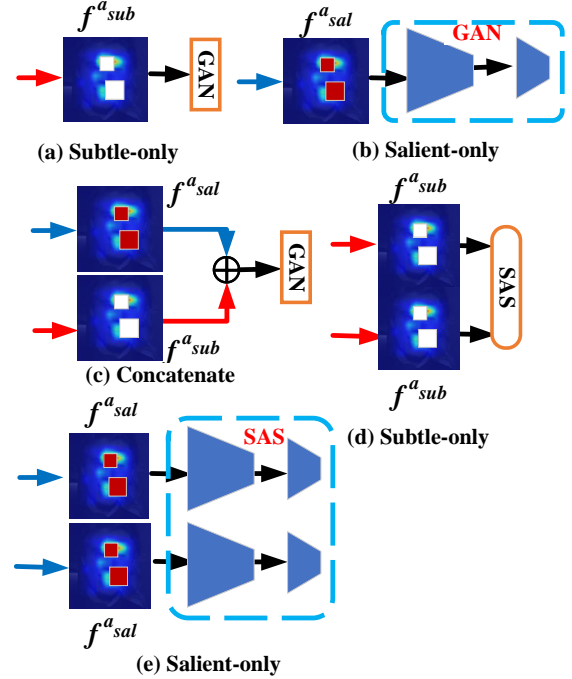 f^a_sub
GAN
(a) Subtle-only
f^a_sal
GAN
(b) Salient-only
f^a_sal
GAN
f^a_sub
(c) Concatenate
f^a_sub
SAS
f^a_sub
(d) Subtle-only
f^a_sal
SAS
f^a_sal
(e) Salient-only